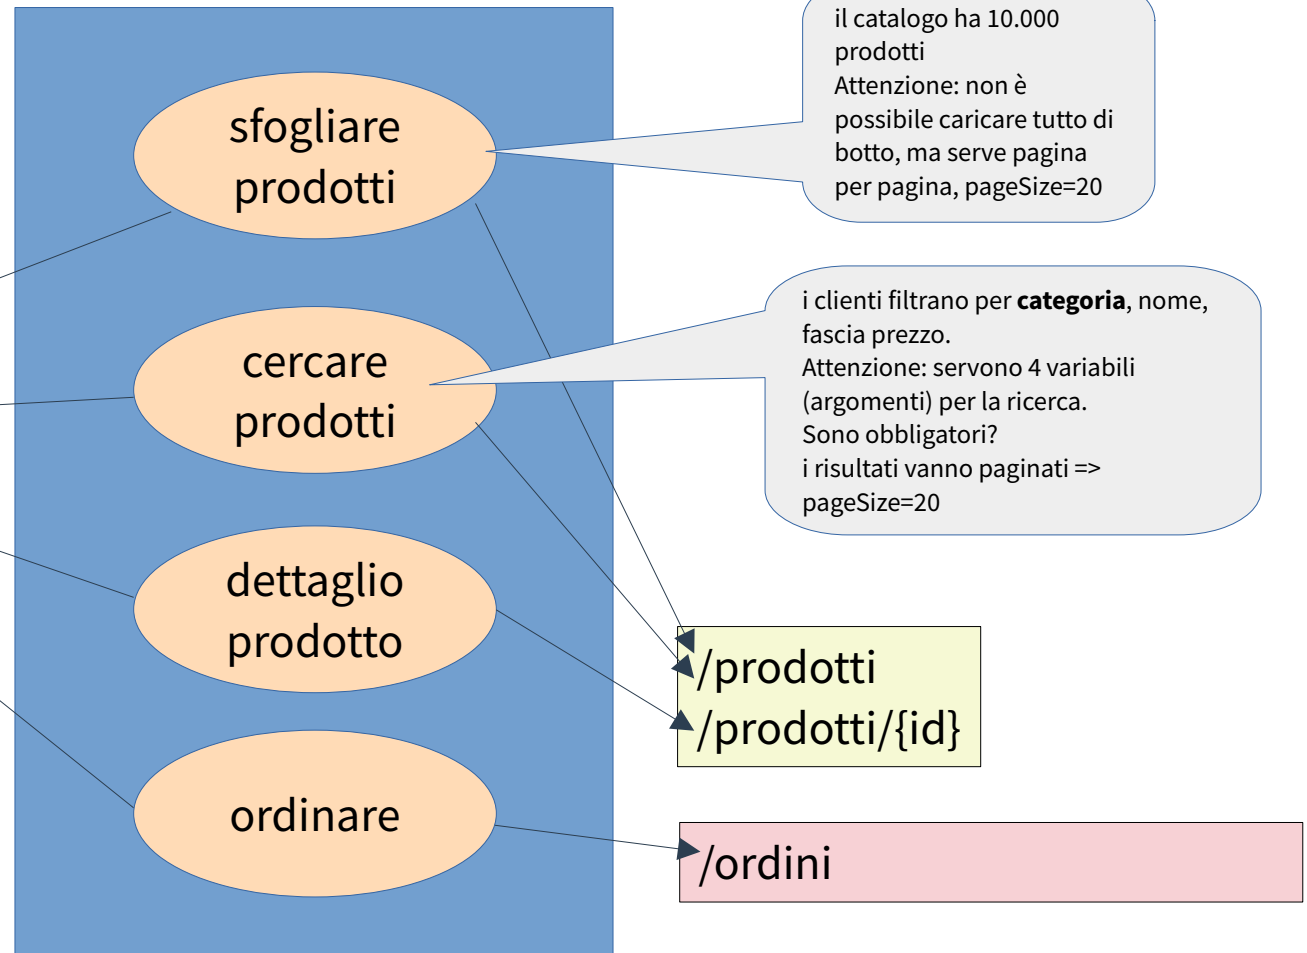 sfogliare
prodotti
il catalogo ha 10.000
prodotti
Attenzione: non è
possibile caricare tutto di
botto, ma serve pagina
per pagina, pageSize=20
cercare
prodotti
i clienti filtrano per categoria, nome,
fascia prezzo.
Attenzione: servono 4 variabili
(argomenti) per la ricerca.
Sono obbligatori?
i risultati vanno paginati =>
pageSize=20
dettaglio
prodotto
/prodotti
/prodotti/{id}
ordinare
/ordini